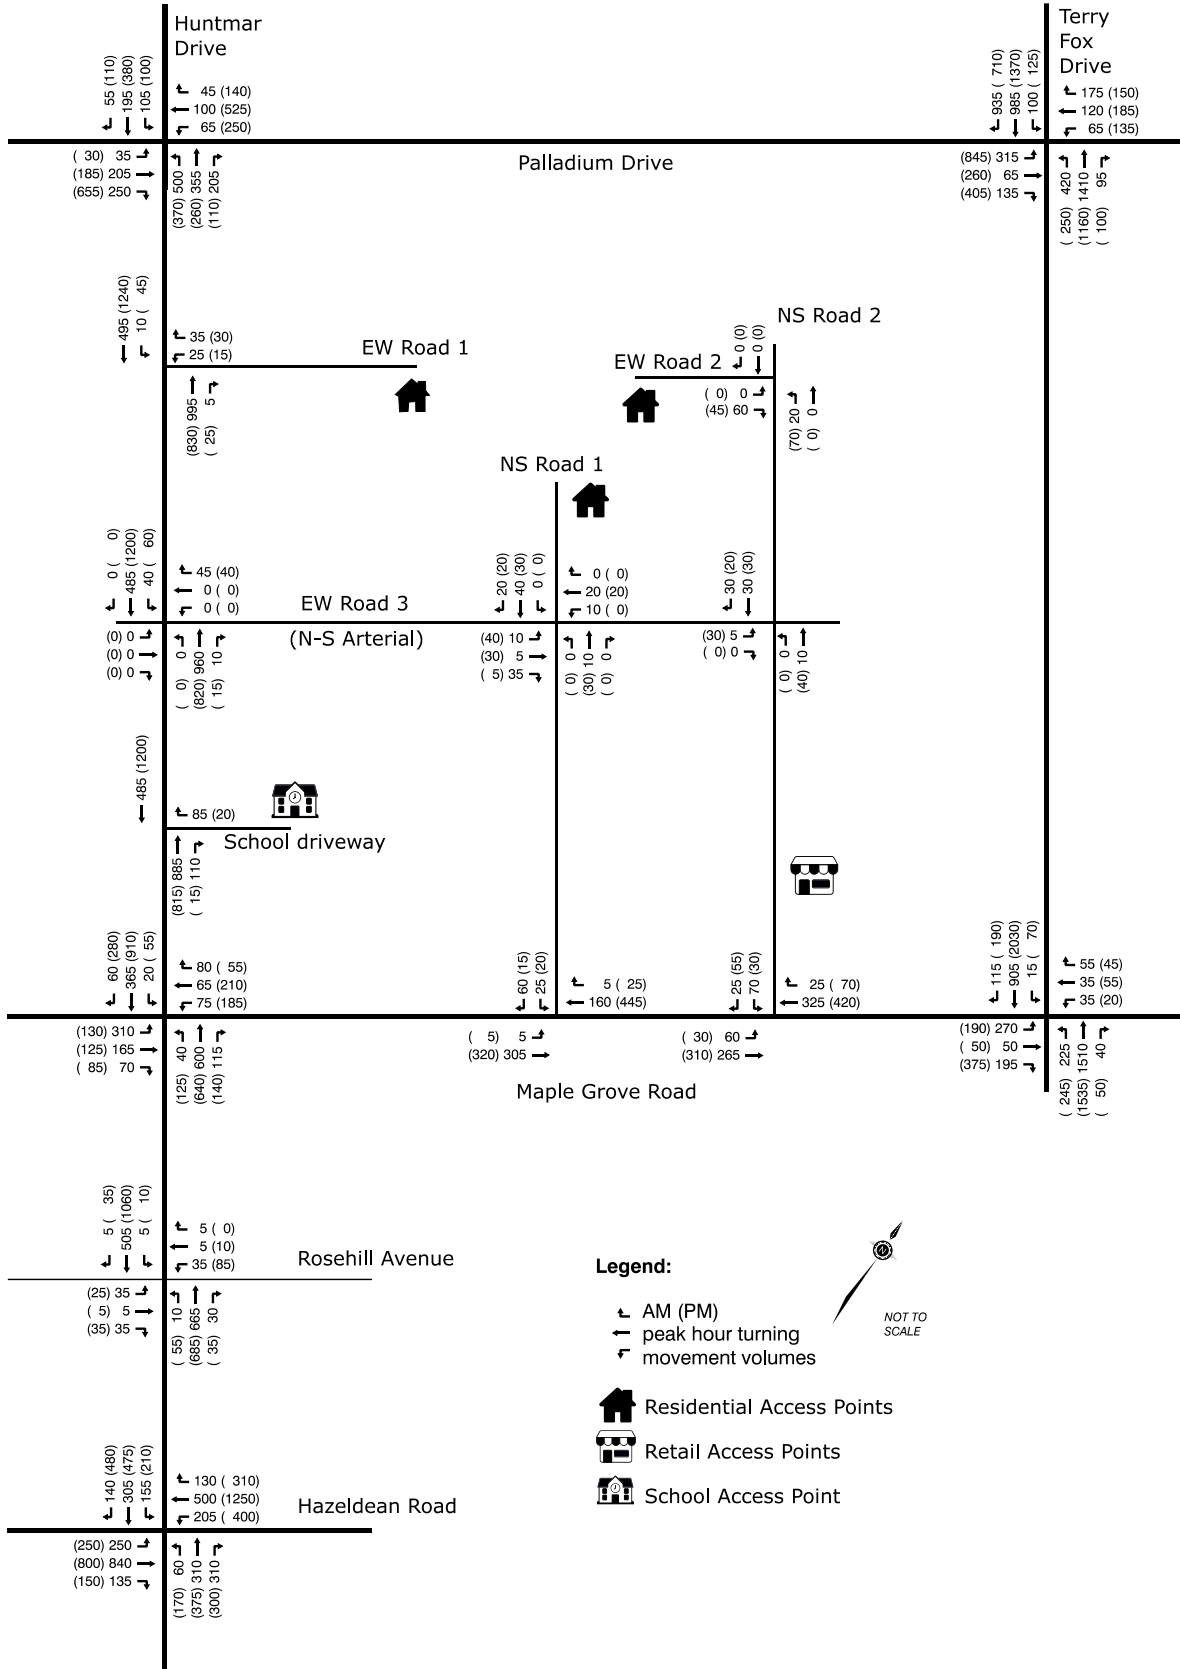 Huntmar
Drive
Terry
Fox
Drive
55 (110)
195 (380)
105 (100)
45 (140)
100 (525)
65 (250)
935 ( 710)
985 (1370)
100 ( 125)
175 (150)
120 (185)
65 (135)
Palladium Drive
( 30) 35
(185) 205
(655) 250
(370) 500
(260) 355
(110) 205
(845) 315
(260) 65
(405) 135
( 250) 420
(1160) 1410
( 100) 95
495 (1240)
10 ( 45)
35 (30)
25 (15)
EW Road 1
(830) 995
( 25) 5
NS Road 2
EW Road 2
0 (0)
0 (0)
( 0) 0
(45) 60
(70) 20
( 0) 0
NS Road 1
0 ( 0)
485 (1200)
40 ( 60)
45 (40)
0 ( 0)
0 ( 0)
EW Road 3
(N-S Arterial)
20 (20)
40 (30)
0 ( 0)
0 ( 0)
20 (20)
10 ( 0)
30 (20)
30 (30)
(0) 0
(0) 0
(0) 0
( 0) 0
(820) 960
( 15) 10
(40) 10
(30) 5
( 5) 35
( 0) 0
(30) 10
( 0) 0
(30) 5
( 0) 0
( 0) 0
(40) 10
485 (1200)
85 (20)
School driveway
(815) 885
( 15) 110
60 (280)
365 (910)
20 ( 55)
80 ( 55)
65 (210)
75 (185)
60 (15)
25 (20)
5 ( 25)
160 (445)
25 (55)
70 (30)
25 ( 70)
325 (420)
115 ( 190)
905 (2030)
15 ( 70)
55 (45)
35 (55)
35 (20)
(130) 310
(125) 165
( 85) 70
(125) 40
(640) 600
(140) 115
( 5) 5
(320) 305
( 30) 60
(310) 265
(190) 270
( 50) 50
(375) 195
( 245) 225
(1535) 1510
( 50) 40
Maple Grove Road
5 ( 35)
505 (1060)
5 ( 10)
5 ( 0)
5 (10)
35 (85)
Rosehill Avenue
(25) 35
( 5) 5
(35) 35
( 55) 10
(685) 665
( 35) 30
N
NOT TO
SCALE
Legend:
AM (PM)
peak hour turning
movement volumes
Residential Access Points
Retail Access Points
School Access Point
140 (480)
305 (475)
155 (210)
130 ( 310)
500 (1250)
205 ( 400)
Hazeldean Road
(250) 250
(800) 840
(150) 135
(170) 60
(375) 310
(300) 310